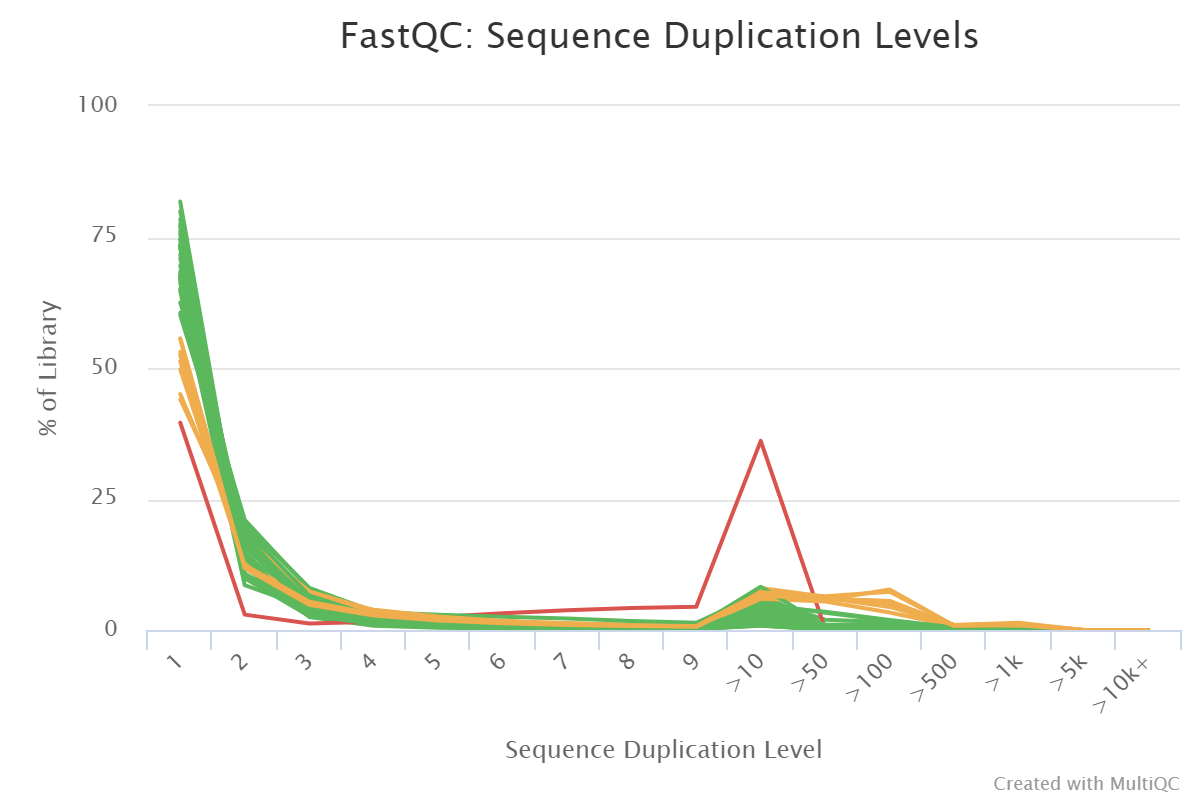 FastQC: Sequence Duplication Levels
100
75
50
25
0
% of Library
1
2
3
4
5
6
7
8
9
>10
>50
>100
>500
>1k
>5k
>10k+
Sequence Duplication Level
Created with MultiQC